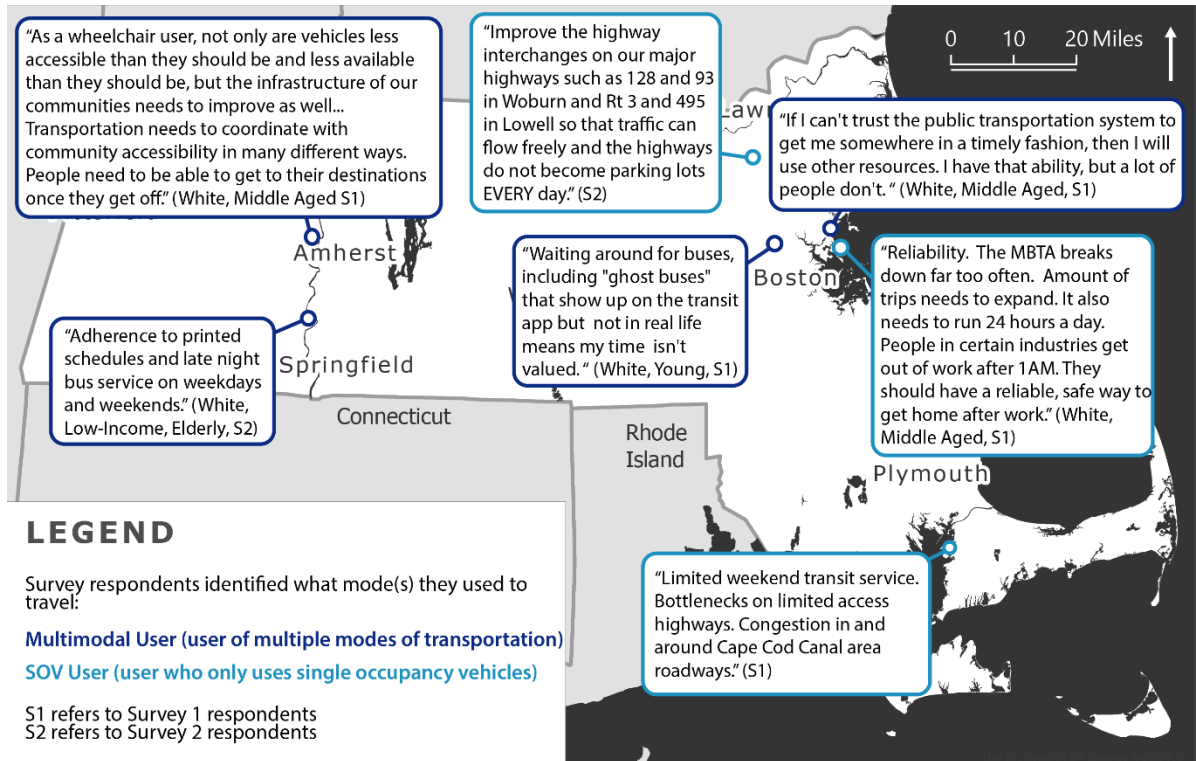 “As a wheelchair user, not only are vehicles less
accessible than they should be and less available
than they should be, but the infrastructure of our
communities needs to improve as well...
Transportation needs to coordinate with
community accessibility in many different ways.
People need to be able to get to their destinations
once they get off.” (White, Middle Aged S1)
“Improve the highway
interchanges on our major
highways such as 128 and 93
in Woburn and Rt 3 and 495
in Lowell so that traffic can
flow freely and the highways
do not become parking lots
EVERY day.” (S2)
0 10 20 Miles
Law
“If I can't trust the public transportation system to
get me somewhere in a timely fashion, then I will
use other resources. I have that ability, but a lot of
people don't. “ (White, Middle Aged, S1)
Amherst
“Waiting around for buses,
including "ghost buses"
that show up on the transit
app but not in real life
means my time isn't
valued. “ (White, Young, S1)
Boston
“Reliability. The MBTA breaks
down far too often. Amount of
trips needs to expand. It also
needs to run 24 hours a day.
People in certain industries get
out of work after 1AM. They
should have a reliable, safe way to
get home after work.” (White,
Middle Aged, S1)
“Adherence to printed
schedules and late night
bus service on weekdays
and weekends.” (White,
Low-Income, Elderly, S2)
Springfield
Connecticut
Rhode
Island
Plymouth
LEGEND
Survey respondents identified what mode(s) they used to
travel:
Multimodal User (user of multiple modes of transportation)
SOV User (user who only uses single occupancy vehicles)
S1 refers to Survey 1 respondents
S2 refers to Survey 2 respondents
“Limited weekend transit service.
Bottlenecks on limited access
highways. Congestion in and
around Cape Cod Canal area
roadways.” (S1)